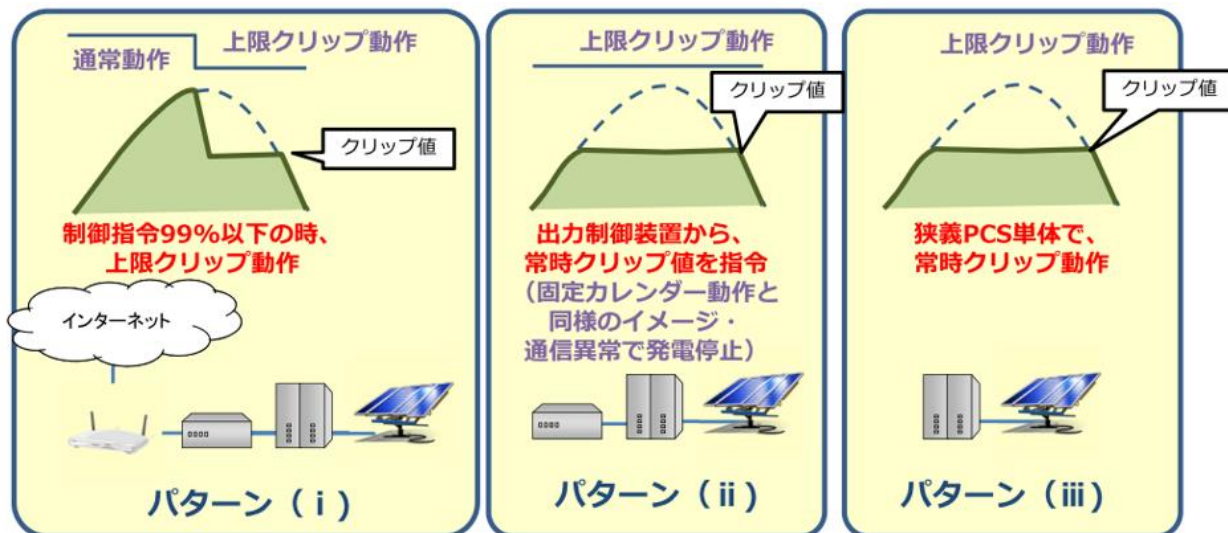 通常動作
上限クリップ動作
クリップ値
制御指令99%以下の時、
上限クリップ動作
インターネット
パターン（ⅰ）
上限クリップ動作
クリップ値
出力制御装置から、
常時クリップ値を指令
（固定カレンダー動作と
同様のイメージ・
通信異常で発電停止）
パターン（ⅱ）
上限クリップ動作
クリップ値
狭義PCS単体で、
常時クリップ動作
パターン（ⅲ）